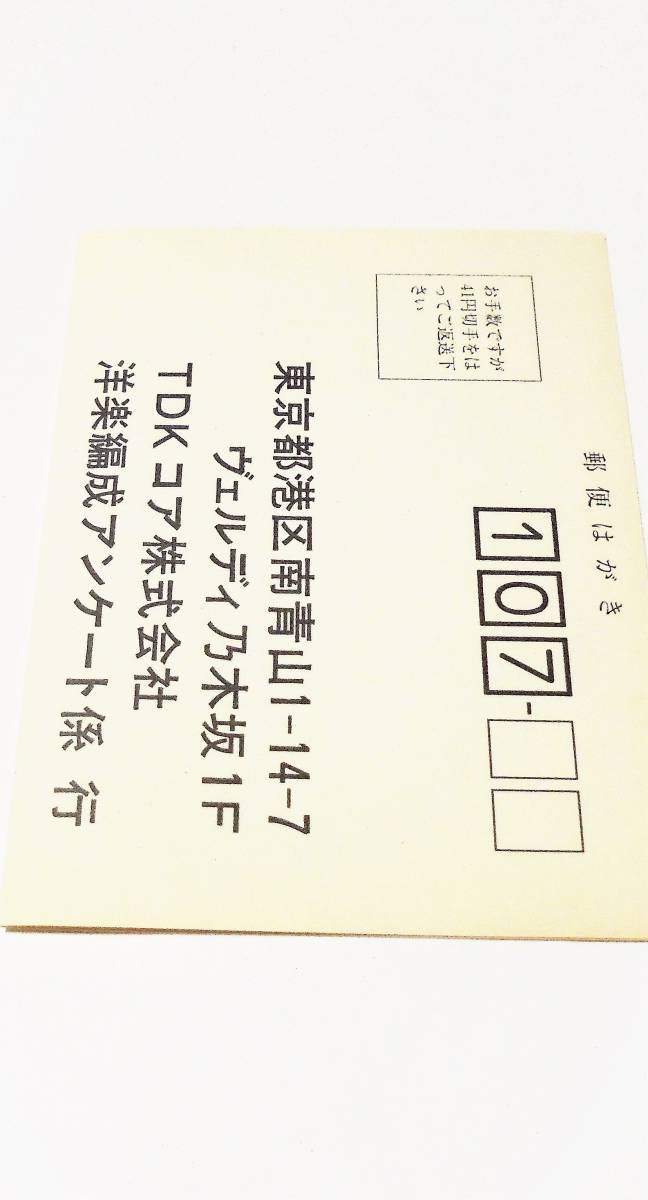 郵便はがき
107-
お手数ですが
41円切手をは
ってご返送下
さい
東京都港区南青山1-14-7
ヴェルディ乃木坂1F
TDKコア株式会社
洋楽編成アンケート係 行